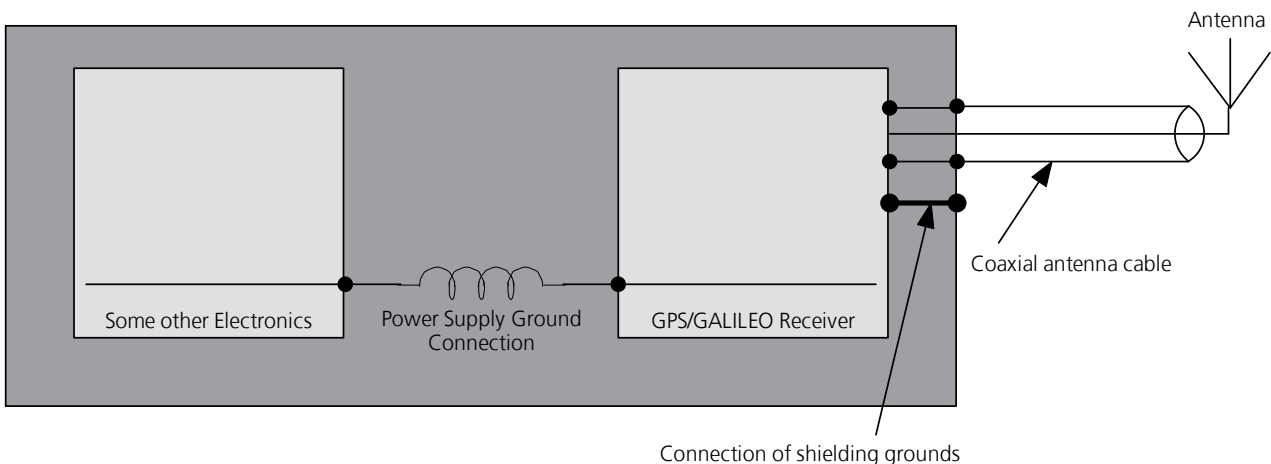 Antenna
Coaxial antenna cable
Some other Electronics
Power Supply Ground
Connection
GPS/GALILEO Receiver
Connection of shielding grounds